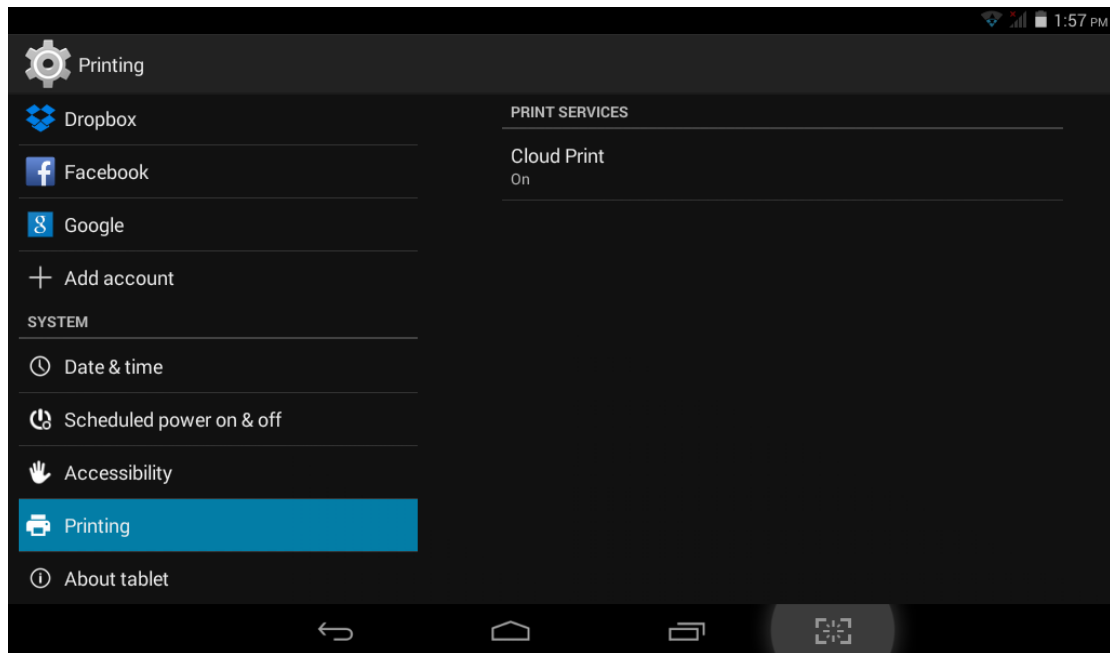 1:57 PM
Printing
Dropbox
Facebook
Google
Add account
SYSTEM
Date & time
Scheduled power on & off
Accessibility
Printing
About tablet
PRINT SERVICES
Cloud Print
On